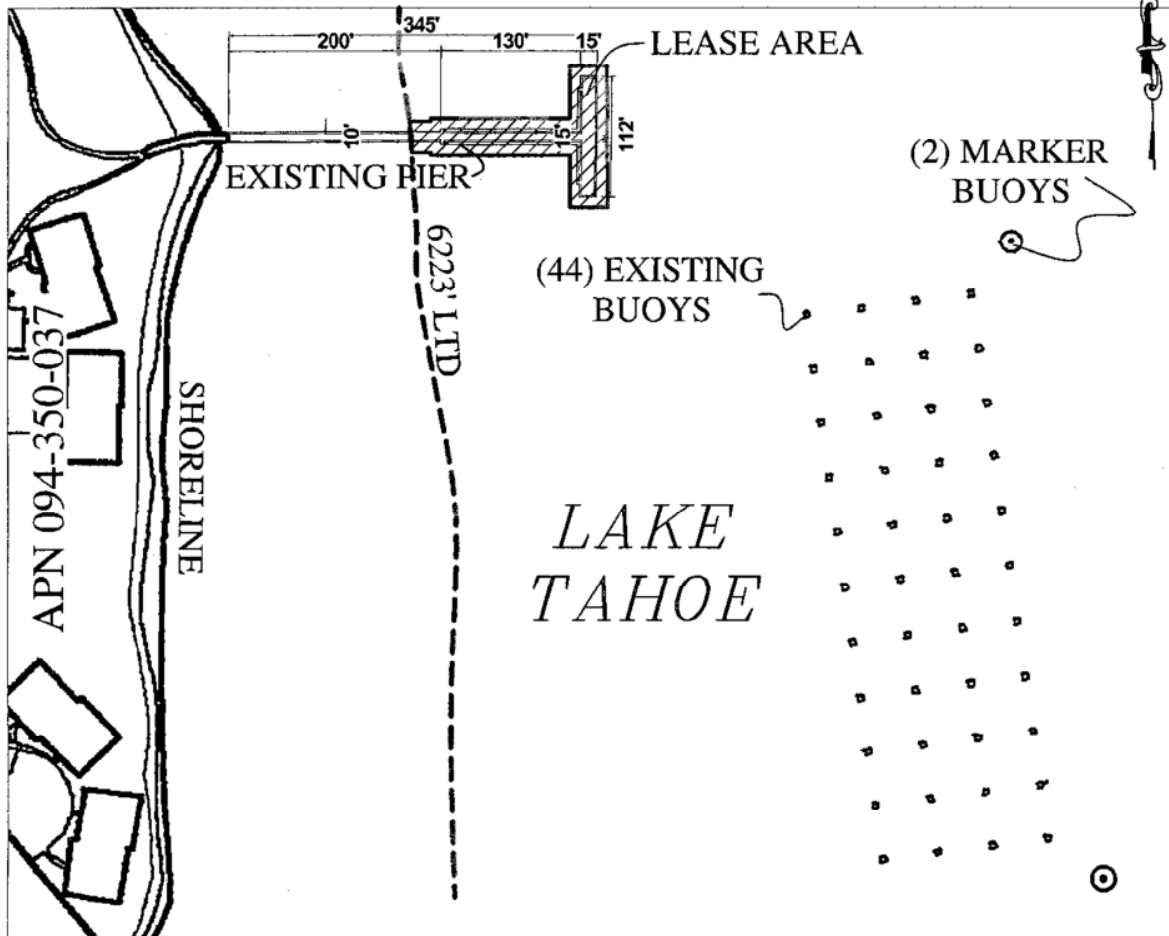 345'
200'
130'
15'
LEASE AREA
10'
15'
112'
EXISTING PIER
(2) MARKER
BUOYS
6223' LTD
(44) EXISTING
BUOYS
APN 094-350-037
SHORELINE
LAKE
TAHOE